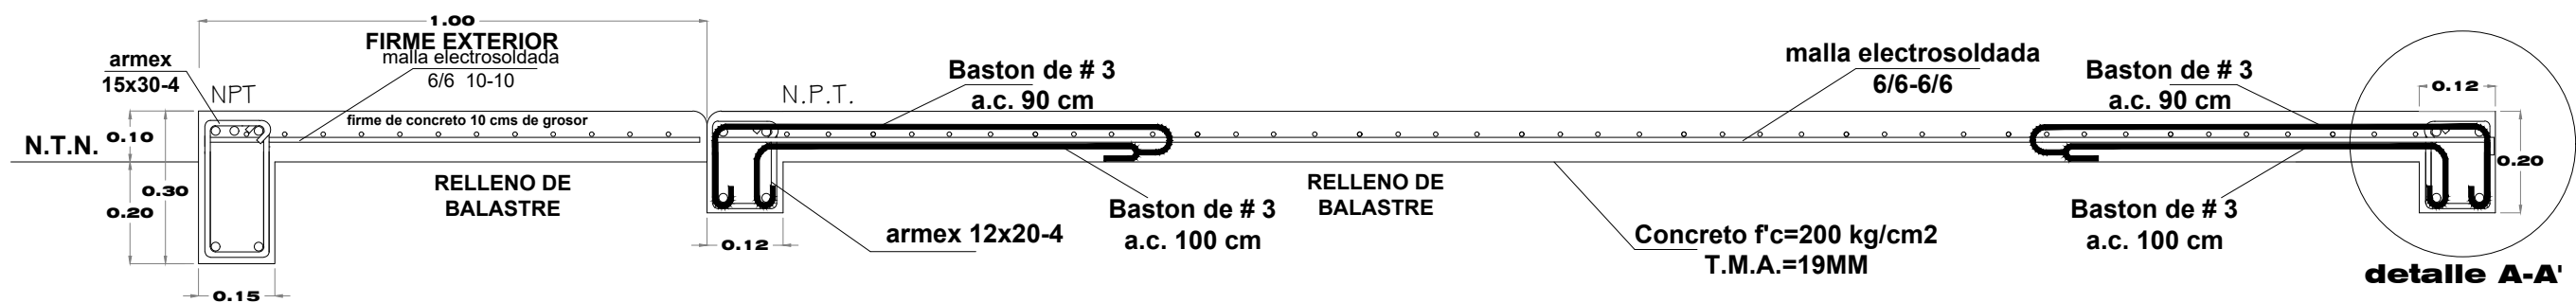 1.00
FIRME EXTERIOR
malla electrosoldada
6/6 10-10
armex
15x30-4
NPT
firme de concreto 10 cms de grosor
N.P.T.
Baston de # 3
a.c. 90 cm
malla electrosoldada
6/6-6/6
Baston de # 3
a.c. 90 cm
0.12
N.T.N.
0.10
0.30
0.20
0.20
RELLENO DE
BALASTRE
RELLENO DE
BALASTRE
Baston de # 3
a.c. 100 cm
Baston de # 3
a.c. 100 cm
armex 12x20-4
0.12
Concreto f'c=200 kg/cm2
T.M.A.=19MM
0.15
detalle A-A'